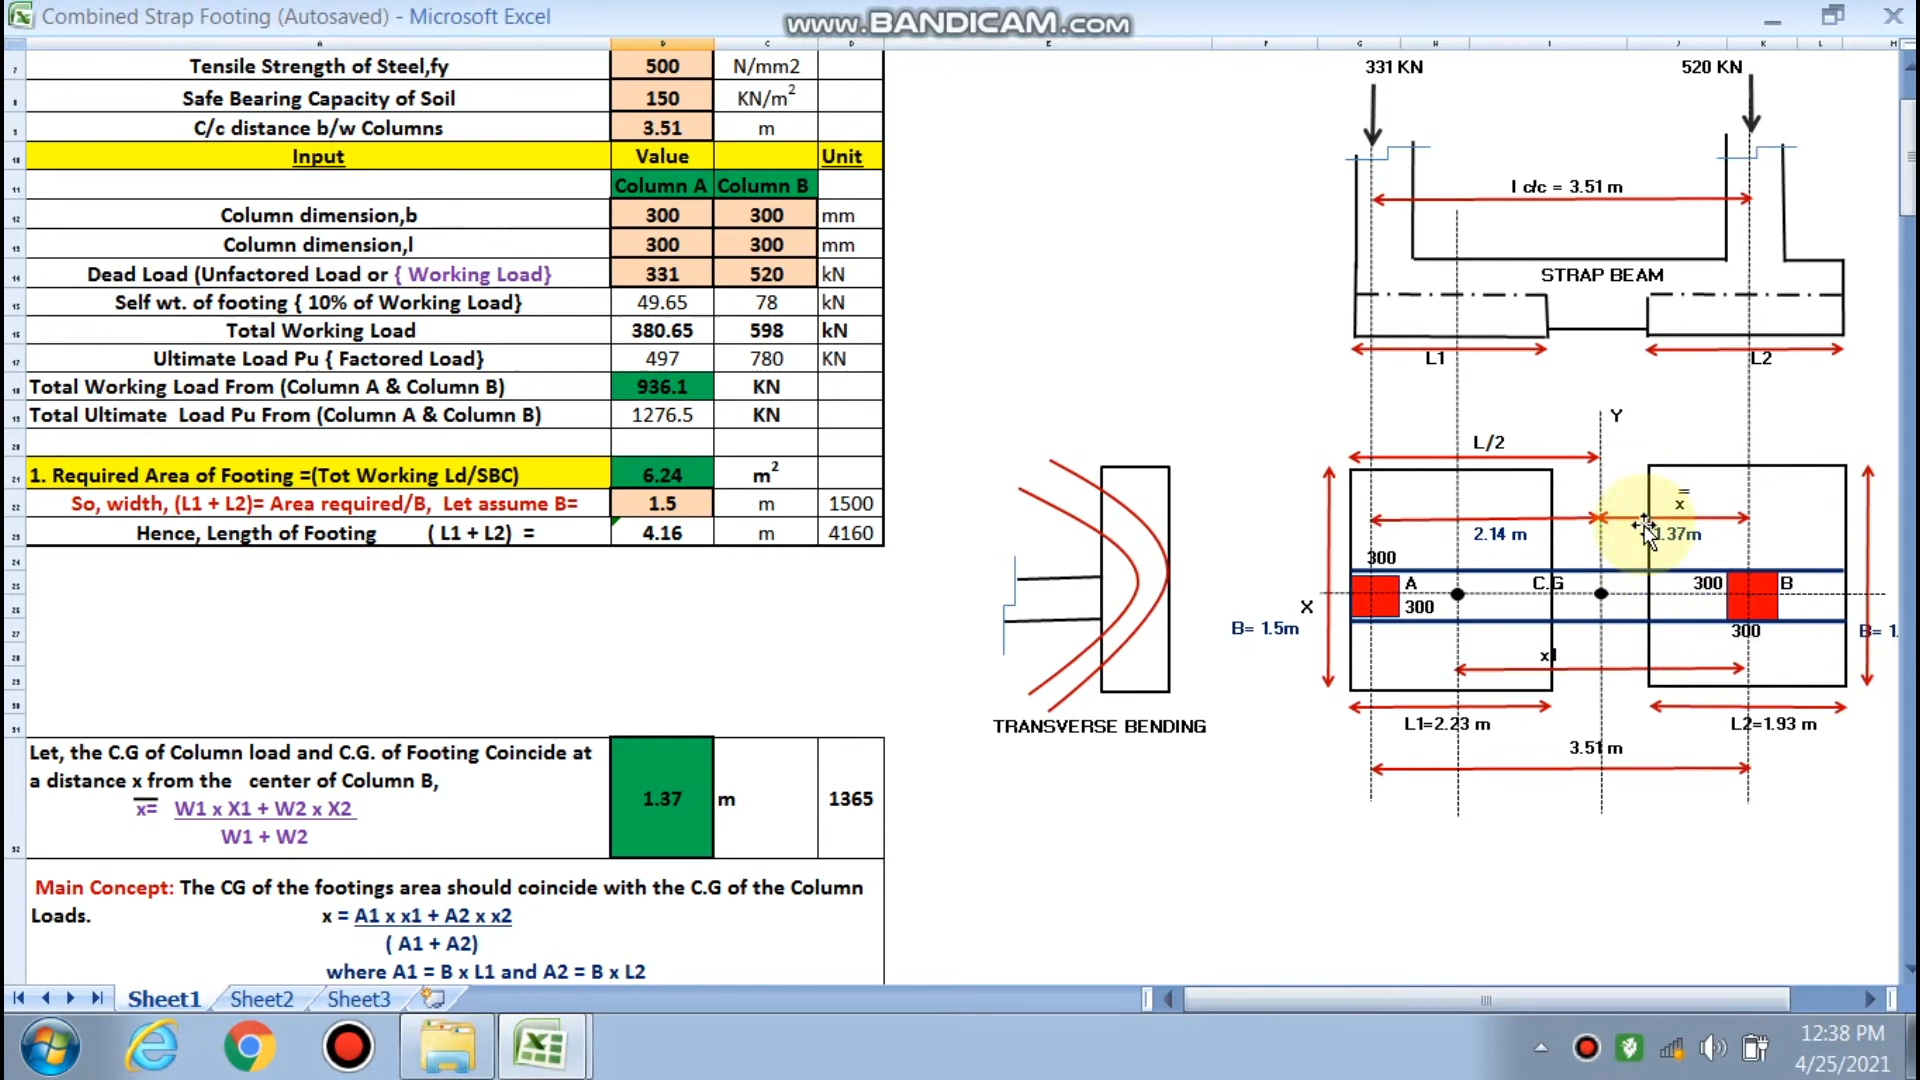 Combined Strap Footing (Autosaved) - Microsoft Excel
www.BANDICAM.com
Tensile Strength of Steel,fy 500 N/mm2
Safe Bearing Capacity of Soil 150 KN/m2
C/c distance b/w Columns 3.51 m
Input Value Unit
Column A Column B
Column dimension,b 300 300 mm
Column dimension,l 300 300 mm
Dead Load (Unfactored Load or { Working Load} 331 520 kN
Self wt. of footing { 10% of Working Load} 49.65 78 kN
Total Working Load 380.65 598 kN
Ultimate Load Pu { Factored Load} 497 780 KN
Total Working Load From (Column A & Column B) 936.1 KN
Total Ultimate Load Pu From (Column A & Column B) 1276.5 KN
1. Required Area of Footing =(Tot Working Ld/SBC) 6.24 m2
So, width, (L1 + L2)= Area required/B, Let assume B= 1.5 m 1500
Hence, Length of Footing ( L1 + L2) = 4.16 m 4160
Let, the C.G of Column load and C.G. of Footing Coincide at
a distance x from the center of Column B,
x= W1 x X1 + W2 x X2
W1 + W2
1.37 m 1365
Main Concept: The CG of the footings area should coincide with the C.G of the Column
Loads. x = A1 x x1 + A2 x x2
( A1 + A2)
where A1 = B x L1 and A2 = B x L2
331 KN 520 KN
l c/c = 3.51 m
STRAP BEAM
L1 L2
Y
L/2
=
x
2.14 m 1.37m
300
A C.G 300 B
X 300
B= 1.5m 300 B= 1.
x1
TRANSVERSE BENDING
L1=2.23 m L2=1.93 m
3.51 m
Sheet1 Sheet2 Sheet3
12:38 PM
4/25/2021